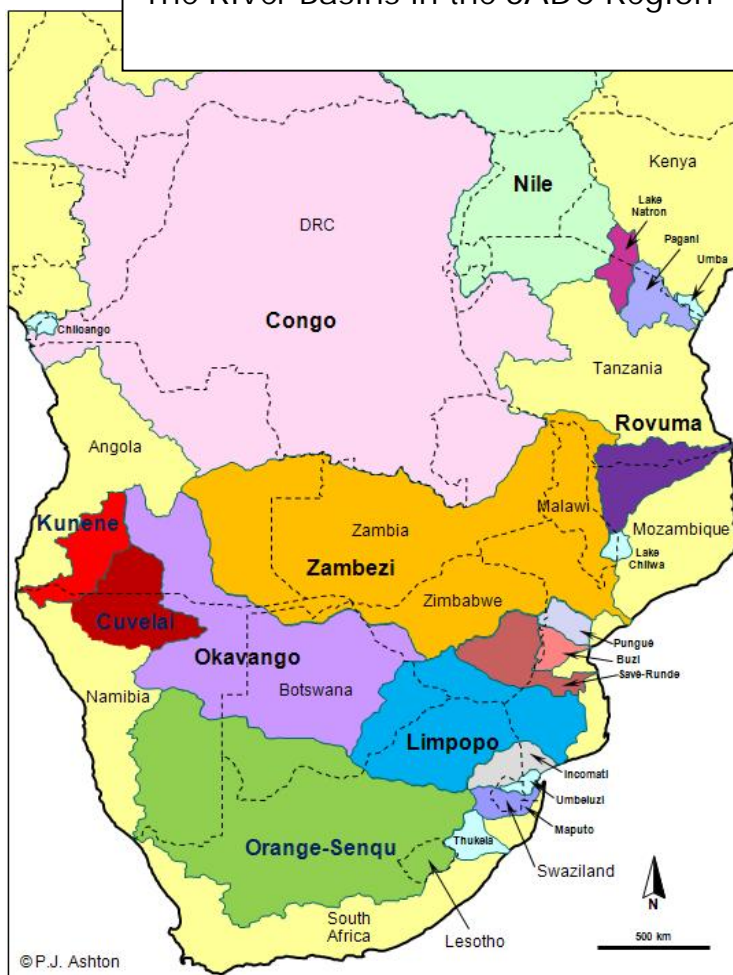 The River Basins in the SADC Region
Kenya
Nile
Lake
Natron
Pagani
Umba
DRC
Congo
Chiloango
Tanzania
Rovuma
Angola
Kunene
Zambia
Malawi
Mozambique
Lake
Chilwa
Zambezi
Zimbabwe
Cuvelai
Pungué
Buzi
Save-Runde
Okavango
Botswana
Namibia
Limpopo
Incomati
Umbeluzi
Maputo
Thukela
Orange-Senqu
Swaziland
South
Africa
Lesotho
N
500 km
©P.J. Ashton